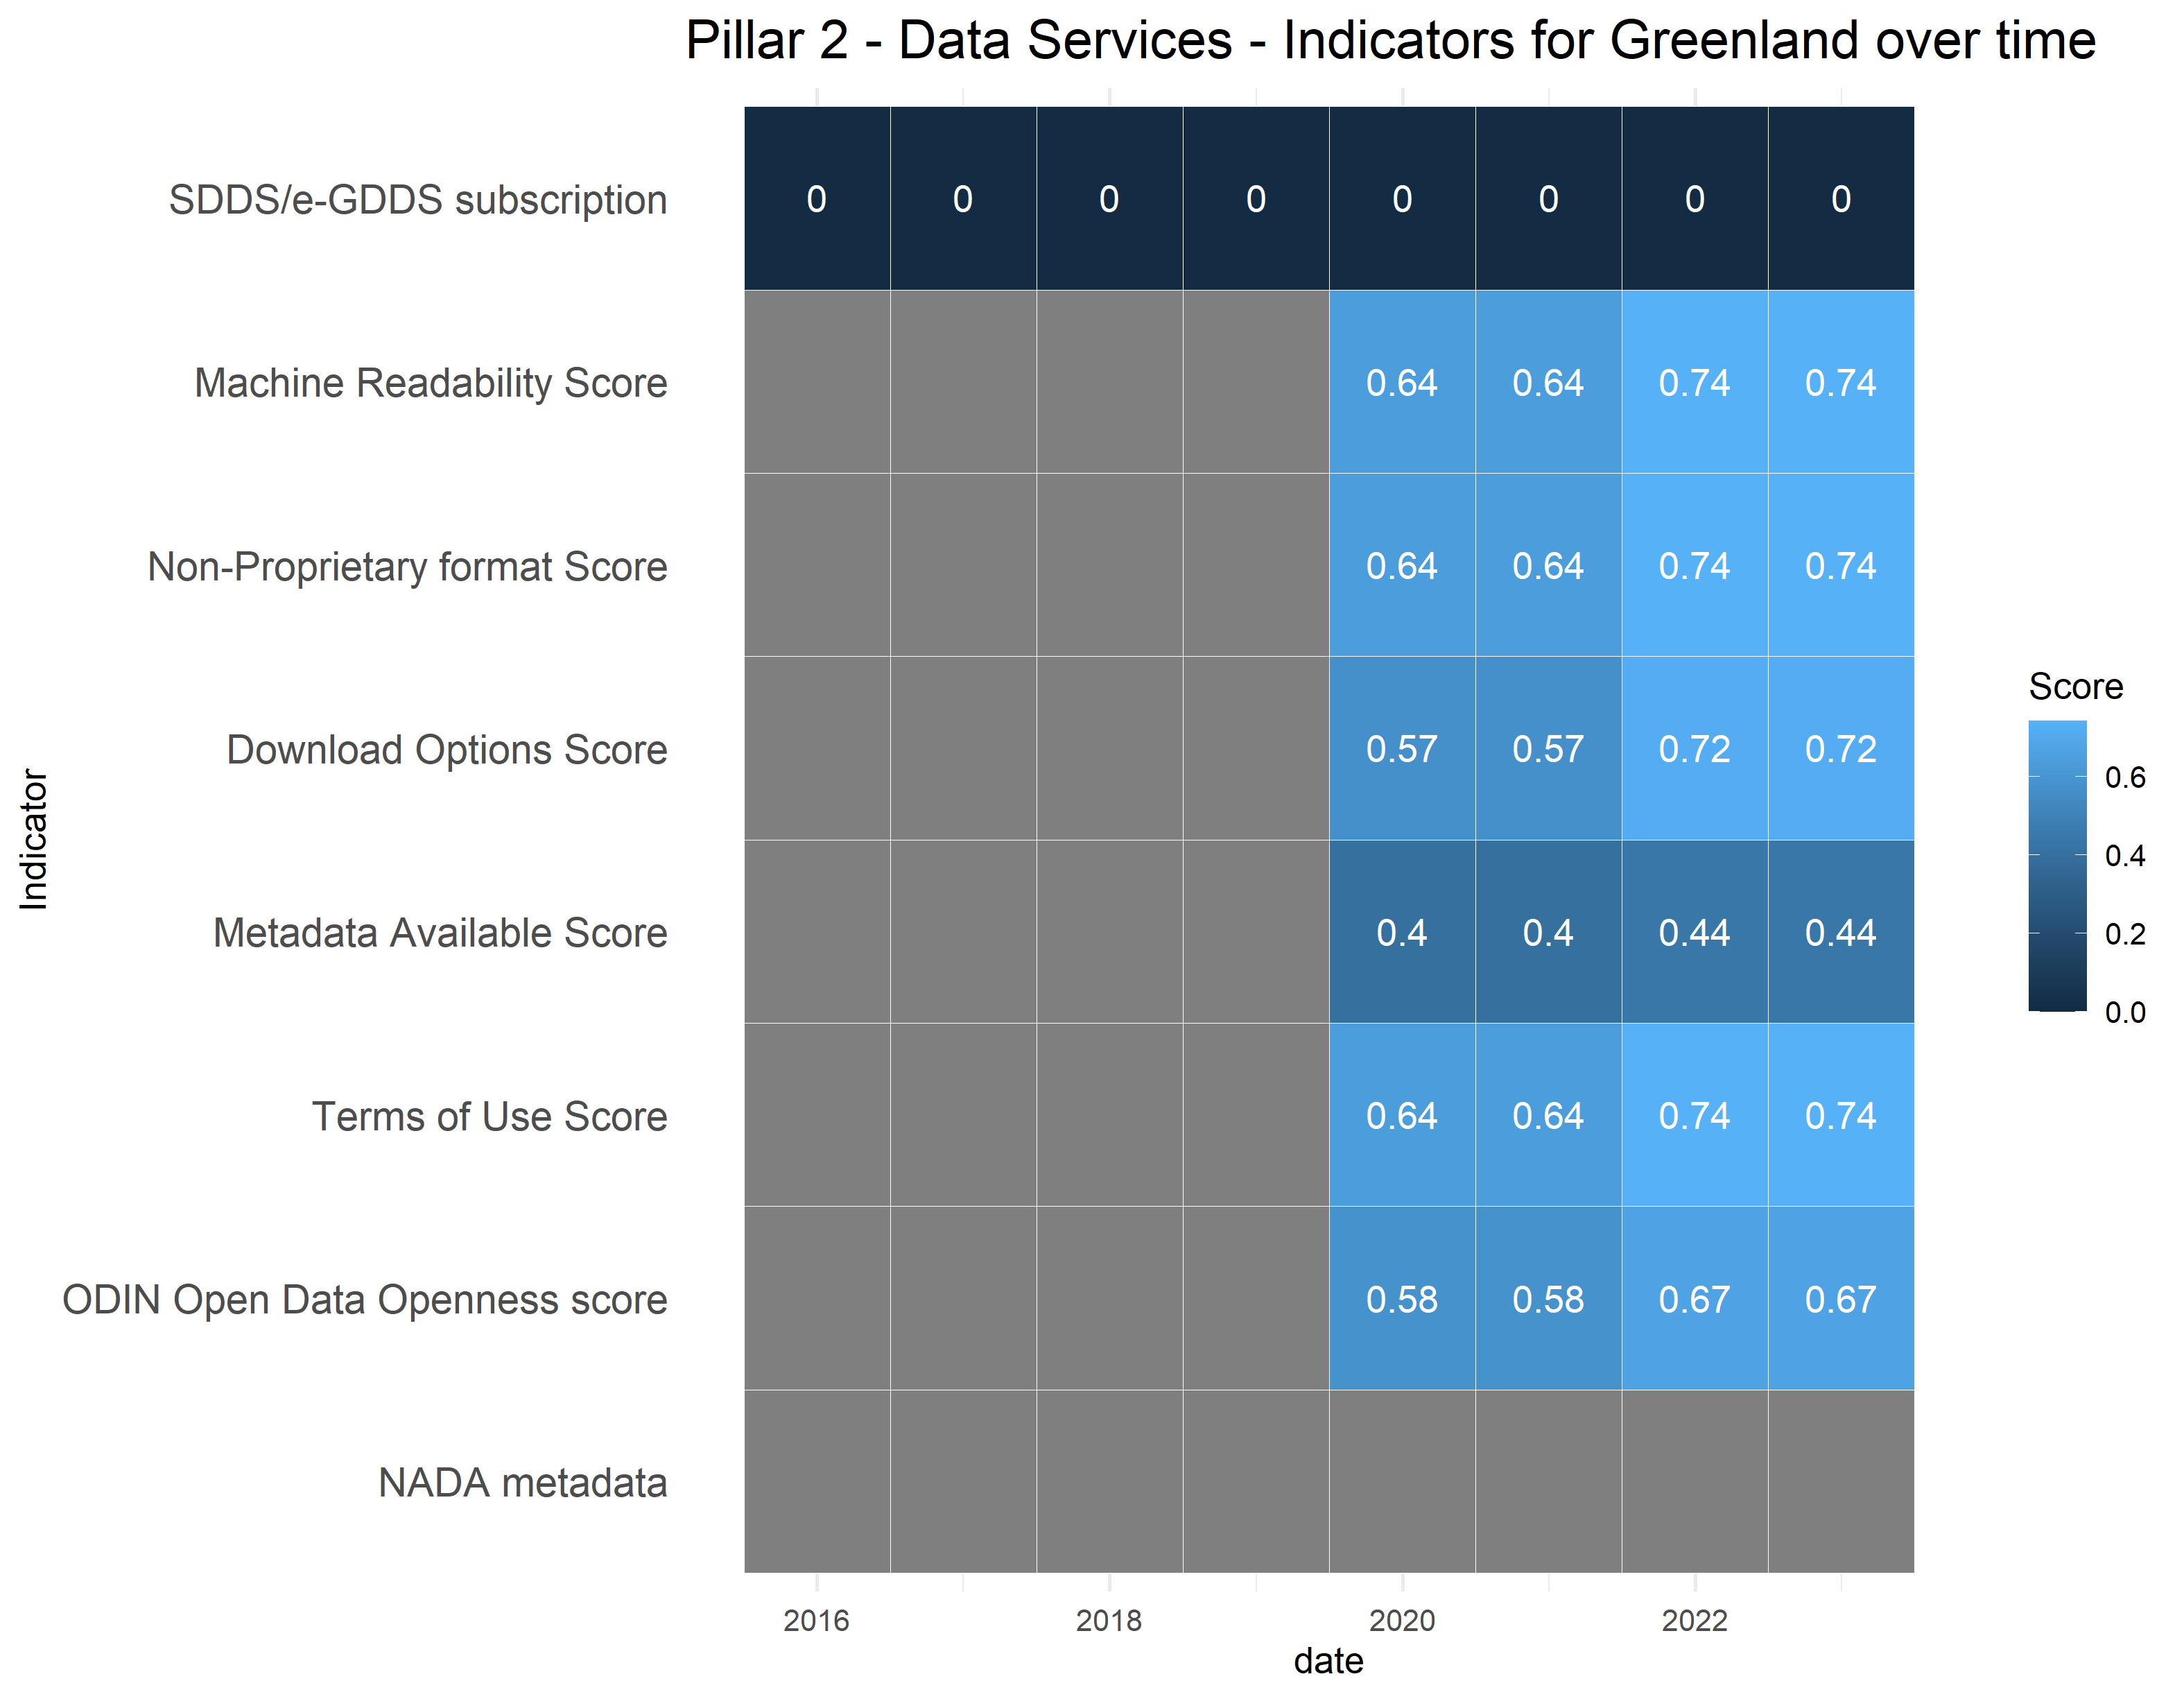 Pillar 2 - Data Services - Indicators for Greenland over time
Indicator
SDDS/e-GDDS subscription 0 0 0 0 0 0 0 0
Machine Readability Score 0.64 0.64 0.74 0.74
Non-Proprietary format Score 0.64 0.64 0.74 0.74
Download Options Score 0.57 0.57 0.72 0.72
Metadata Available Score 0.4 0.4 0.44 0.44
Terms of Use Score 0.64 0.64 0.74 0.74
ODIN Open Data Openness score 0.58 0.58 0.67 0.67
NADA metadata
2016 2018 2020 2022
date
Score
0.6
0.4
0.2
0.0